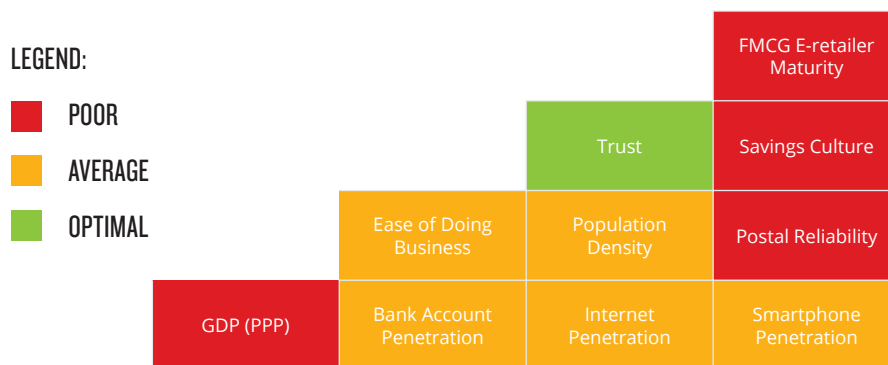 LEGEND:
POOR
AVERAGE
OPTIMAL
FMCG E-retailer
Maturity
Trust
Savings Culture
Ease of Doing
Business
Population
Density
Postal Reliability
GDP (PPP)
Bank Account
Penetration
Internet
Penetration
Smartphone
Penetration